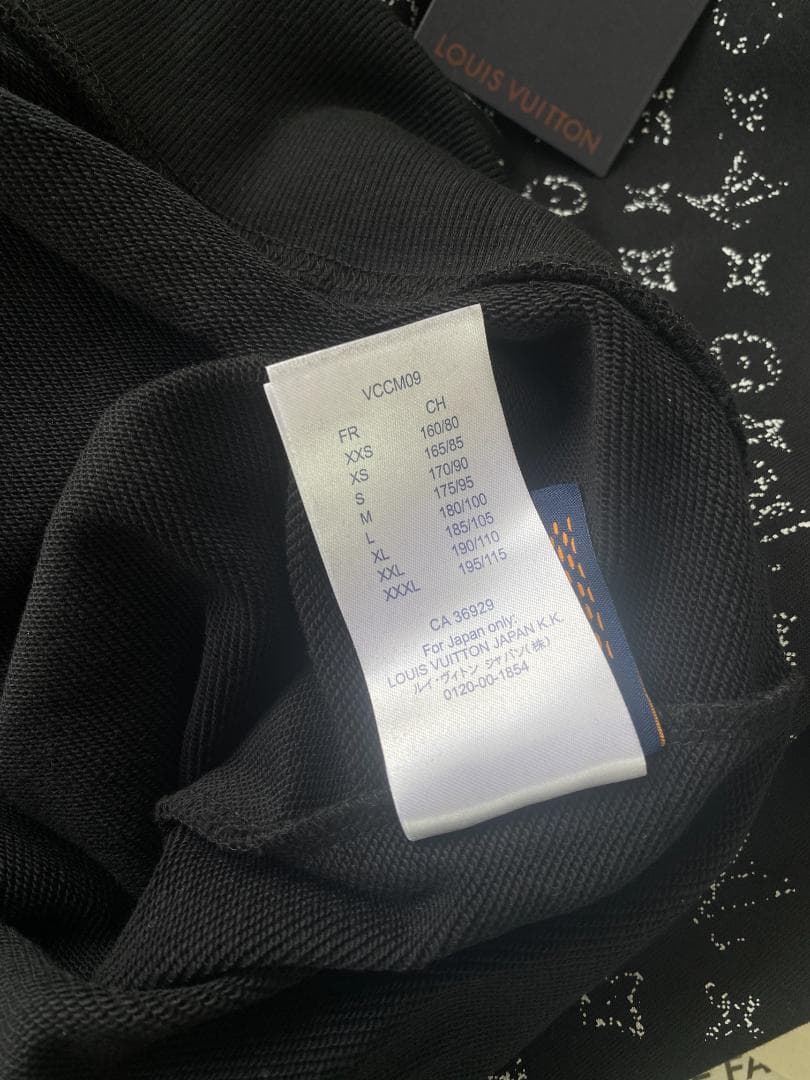 LOUIS VUITTON
VCCM09
FR CH
XXS 160/80
XS 165/85
S 170/90
M 175/95
L 180/100
XL 185/105
XXL 190/110
XXXL 195/115
CA 36929
For Japan only:
LOUIS VUITTON JAPAN K.K.
ルイ・ヴィトン ジャパン(株)
0120-00-1854